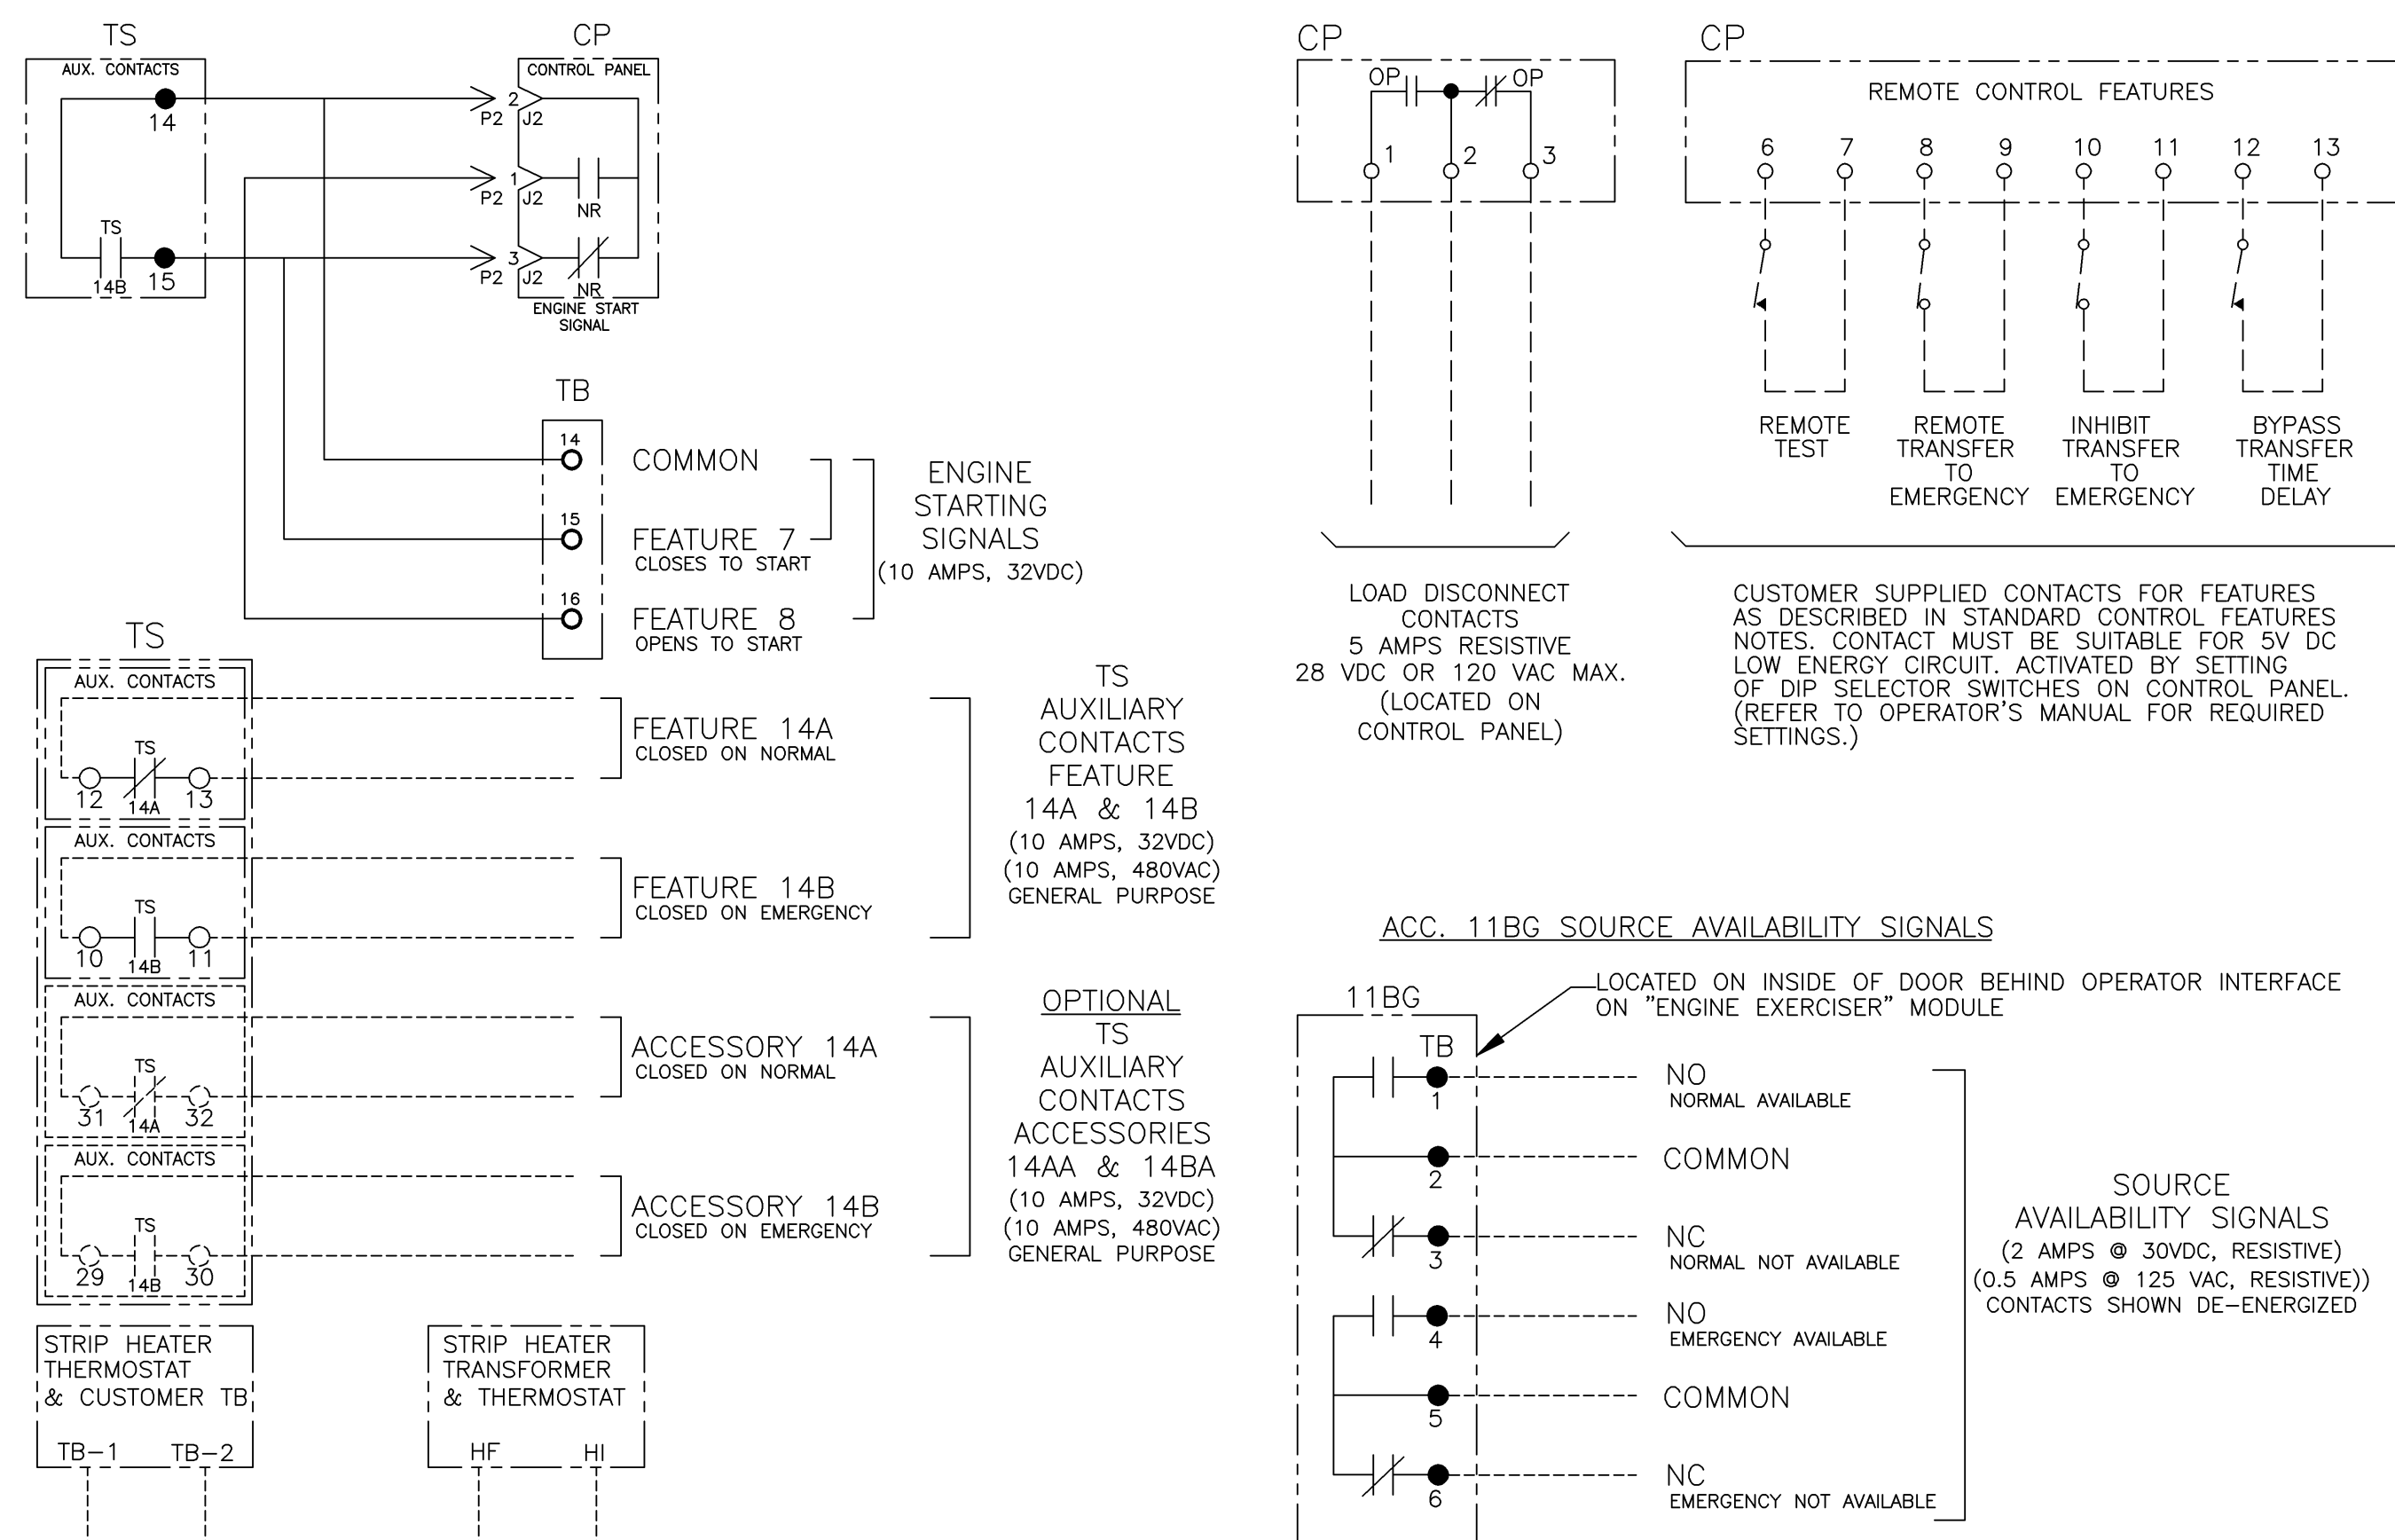 TS
AUX. CONTACTS
14
TS
14B
15
CP
CONTROL PANEL
2
P2
J2
1
P2
J2
NR
3
P2
J2
NR
ENGINE START
SIGNAL
TB
14
COMMON
15
FEATURE 7
CLOSES TO START
16
FEATURE 8
OPENS TO START
ENGINE
STARTING
SIGNALS
(10 AMPS, 32VDC)
TS
AUX. CONTACTS
TS
12
14A
13
FEATURE 14A
CLOSED ON NORMAL
AUX. CONTACTS
TS
10
14B
11
FEATURE 14B
CLOSED ON EMERGENCY
TS
AUXILIARY
CONTACTS
FEATURE
14A & 14B
(10 AMPS, 32VDC)
(10 AMPS, 480VAC)
GENERAL PURPOSE
AUX. CONTACTS
TS
31
14A
32
ACCESSORY 14A
CLOSED ON NORMAL
AUX. CONTACTS
TS
29
14B
30
ACCESSORY 14B
CLOSED ON EMERGENCY
OPTIONAL
TS
AUXILIARY
CONTACTS
ACCESSORIES
14AA & 14BA
(10 AMPS, 32VDC)
(10 AMPS, 480VAC)
GENERAL PURPOSE
STRIP HEATER
THERMOSTAT
& CUSTOMER TB
TB-1 TB-2
STRIP HEATER
TRANSFORMER
& THERMOSTAT
HF HI
CP
OP OP
1 2 3
LOAD DISCONNECT
CONTACTS
5 AMPS RESISTIVE
28 VDC OR 120 VAC MAX.
(LOCATED ON
CONTROL PANEL)
CP
REMOTE CONTROL FEATURES
6 7 8 9 10 11 12 13
REMOTE
TEST
REMOTE
TRANSFER
TO
EMERGENCY
INHIBIT
TRANSFER
TO
EMERGENCY
BYPASS
TRANSFER
TIME
DELAY
CUSTOMER SUPPLIED CONTACTS FOR FEATURES
AS DESCRIBED IN STANDARD CONTROL FEATURES
NOTES. CONTACT MUST BE SUITABLE FOR 5V DC
LOW ENERGY CIRCUIT. ACTIVATED BY SETTING
OF DIP SELECTOR SWITCHES ON CONTROL PANEL.
(REFER TO OPERATOR'S MANUAL FOR REQUIRED
SETTINGS.)
ACC. 11BG SOURCE AVAILABILITY SIGNALS
LOCATED ON INSIDE OF DOOR BEHIND OPERATOR INTERFACE
ON "ENGINE EXERCISER" MODULE
11BG
TB
1
NO
NORMAL AVAILABLE
2
COMMON
3
NC
NORMAL NOT AVAILABLE
4
NO
EMERGENCY AVAILABLE
5
COMMON
6
NC
EMERGENCY NOT AVAILABLE
SOURCE
AVAILABILITY SIGNALS
(2 AMPS @ 30VDC, RESISTIVE)
(0.5 AMPS @ 125 VAC, RESISTIVE))
CONTACTS SHOWN DE-ENERGIZED